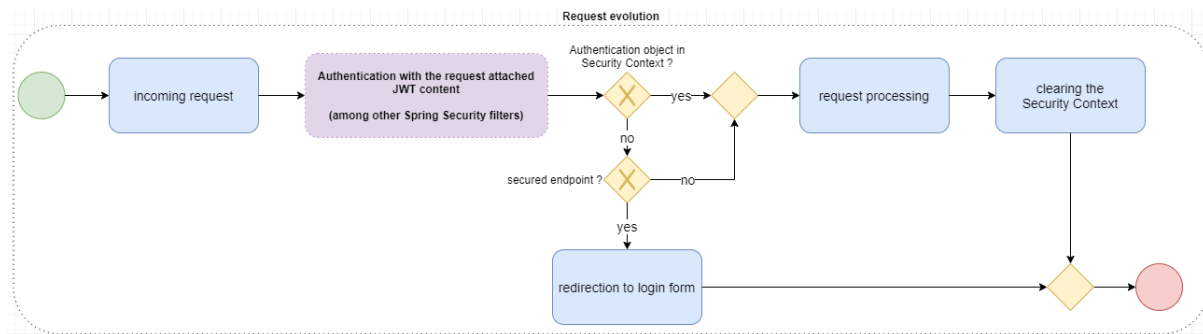 Request evolution
incoming request
Authentication with the request attached
JWT content
(among other Spring Security filters)
Authentication object in
Security Context ?
yes
request processing
clearing the
Security Context
no
secured endpoint ?
no
yes
redirection to login form